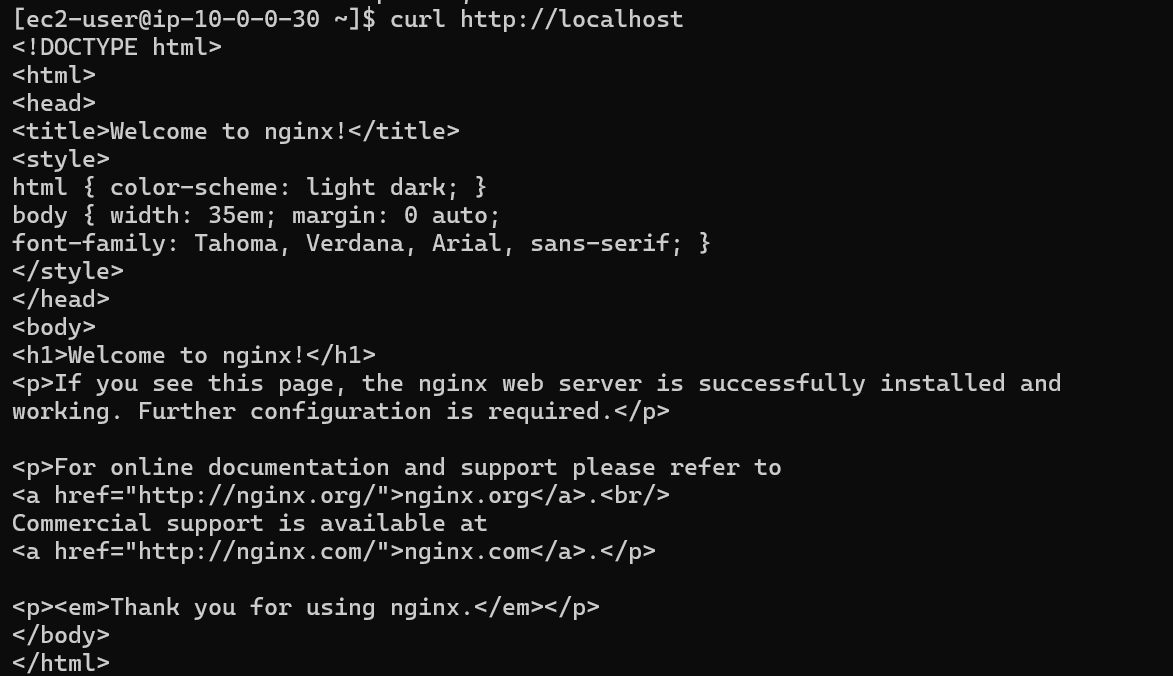 [ec2-user@ip-10-0-0-30 ~]$ curl http://localhost
<!DOCTYPE html>
<html>
<head>
<title>Welcome to nginx!</title>
<style>
html { color-scheme: light dark; }
body { width: 35em; margin: 0 auto;
font-family: Tahoma, Verdana, Arial, sans-serif; }
</style>
</head>
<body>
<h1>Welcome to nginx!</h1>
<p>If you see this page, the nginx web server is successfully installed and
working. Further configuration is required.</p>

<p>For online documentation and support please refer to
<a href="http://nginx.org/">nginx.org</a>.<br/>
Commercial support is available at
<a href="http://nginx.com/">nginx.com</a>.</p>

<p><em>Thank you for using nginx.</em></p>
</body>
</html>